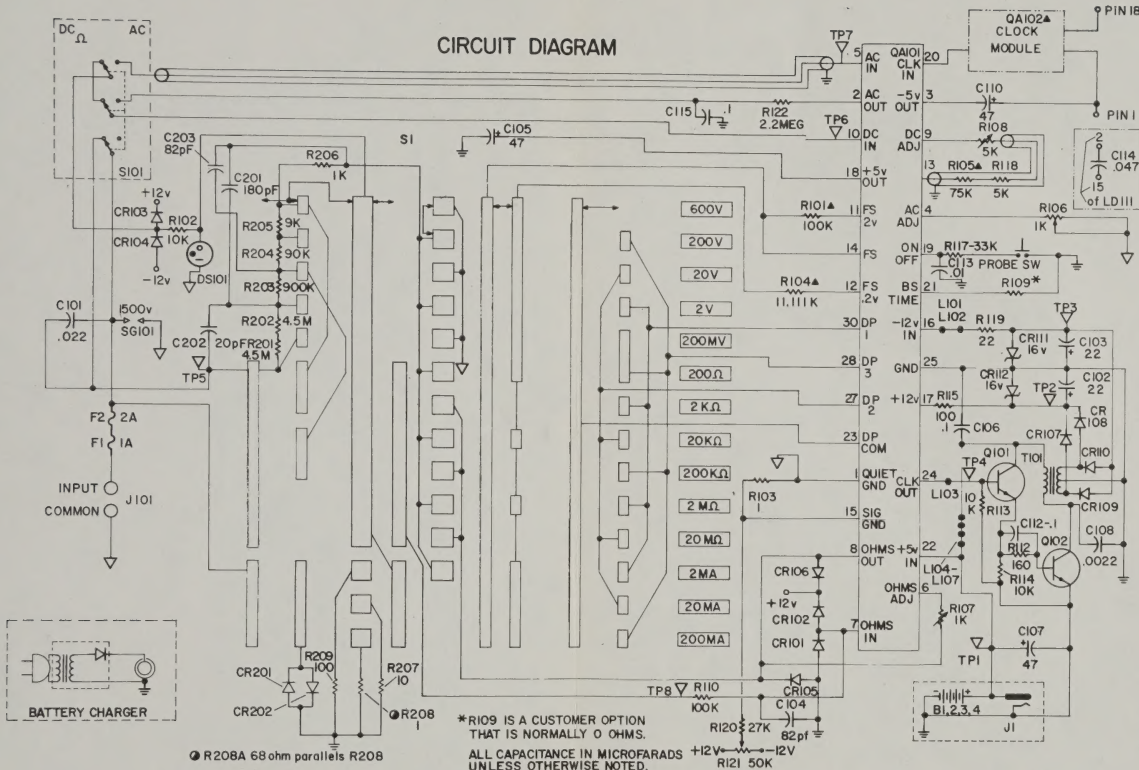 CIRCUIT DIAGRAM
DC
Ω
AC
S101
C203
82pF
C201
180pF
R206
1K
S1
+12v
CR103
CR104
-12v
R102
10K
DS101
R205
9K
R204
90K
R203
900K
R202
4.5M
R201
4.5M
C202
20pF
TP5
C101
.022
1500v
SG101
F2 2A
F1 1A
INPUT
COMMON
J101
BATTERY CHARGER
CR201
CR202
R209
100
R207
10
R208
1
R208A 68 ohm parallels R208
*R109 IS A CUSTOMER OPTION
THAT IS NORMALLY 0 OHMS.
ALL CAPACITANCE IN MICROFARADS
UNLESS OTHERWISE NOTED.
C105
47
C115
.1
R122
2.2MEG
TP7
TP6
600V
200V
20V
2V
200MV
200Ω
2KΩ
20KΩ
200KΩ
2MΩ
20MΩ
2MA
20MA
200MA
R101▲
100K
R104▲
11.111K
R103
1
CR106
+12v
CR102
CR101
CR105
C104
82pf
TP8
R110
100K
R120
27K
+12V
-12V
R121 50K
5
AC
IN
QA101
CLK
IN
20
2
AC
OUT
-5v
OUT
3
10
DC
IN
DC
ADJ
9
18
+5v
OUT
13
11
FS
2v
AC
ADJ
4
14
FS
ON
OFF
19
12
FS
.2v
BS
TIME
21
30
DP
1
-12v
IN
16
28
DP
3
GND
25
27
DP
2
+12v
17
23
DP
COM
1
QUIET
GND
CLK
OUT
24
15
SIG
GND
8
OHMS
OUT
+5v
IN
22
OHMS
ADJ
6
7
OHMS
IN
QA102▲
CLOCK
MODULE
PIN 18
PIN 1
C110
47
R108
5K
R105▲
75K
R118
5K
2
C114
.047
15
of LD111
R106
1K
R117-33K
C113
.01
PROBE SW
R109*
L101
L102
R119
22
TP3
CR111
16v
C103
22
CR112
16v
C102
22
TP2
R115
100
.1
C106
CR
108
CR107
CR110
CR109
T101
Q101
TP4
L103
10
K
R113
C112-.1
R112
160
R114
10K
Q102
C108
.0022
L104-
L107
R107
1K
TP1
C107
47
B1,2,3,4
J1